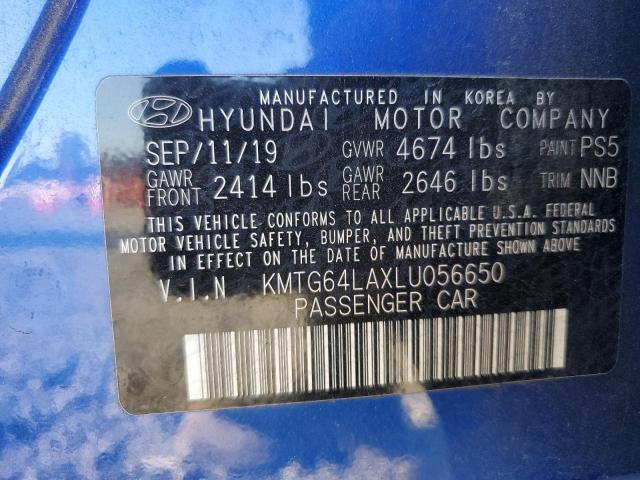 MANUFACTURED IN KOREA BY
HYUNDAI MOTOR COMPANY
SEP/11/19 GVWR 4674 lbs PAINT PS5
GAWR FRONT 2414 lbs GAWR REAR 2646 lbs TRIM NNB
THIS VEHICLE CONFORMS TO ALL APPLICABLE U.S.A. FEDERAL
MOTOR VEHICLE SAFETY, BUMPER, AND THEFT PREVENTION STANDARDS
IN EFFECT ON THE DATE OF MANUFACTURE SHOWN ABOVE
V.I.N KMTG64LAXLU056650
PASSENGER CAR